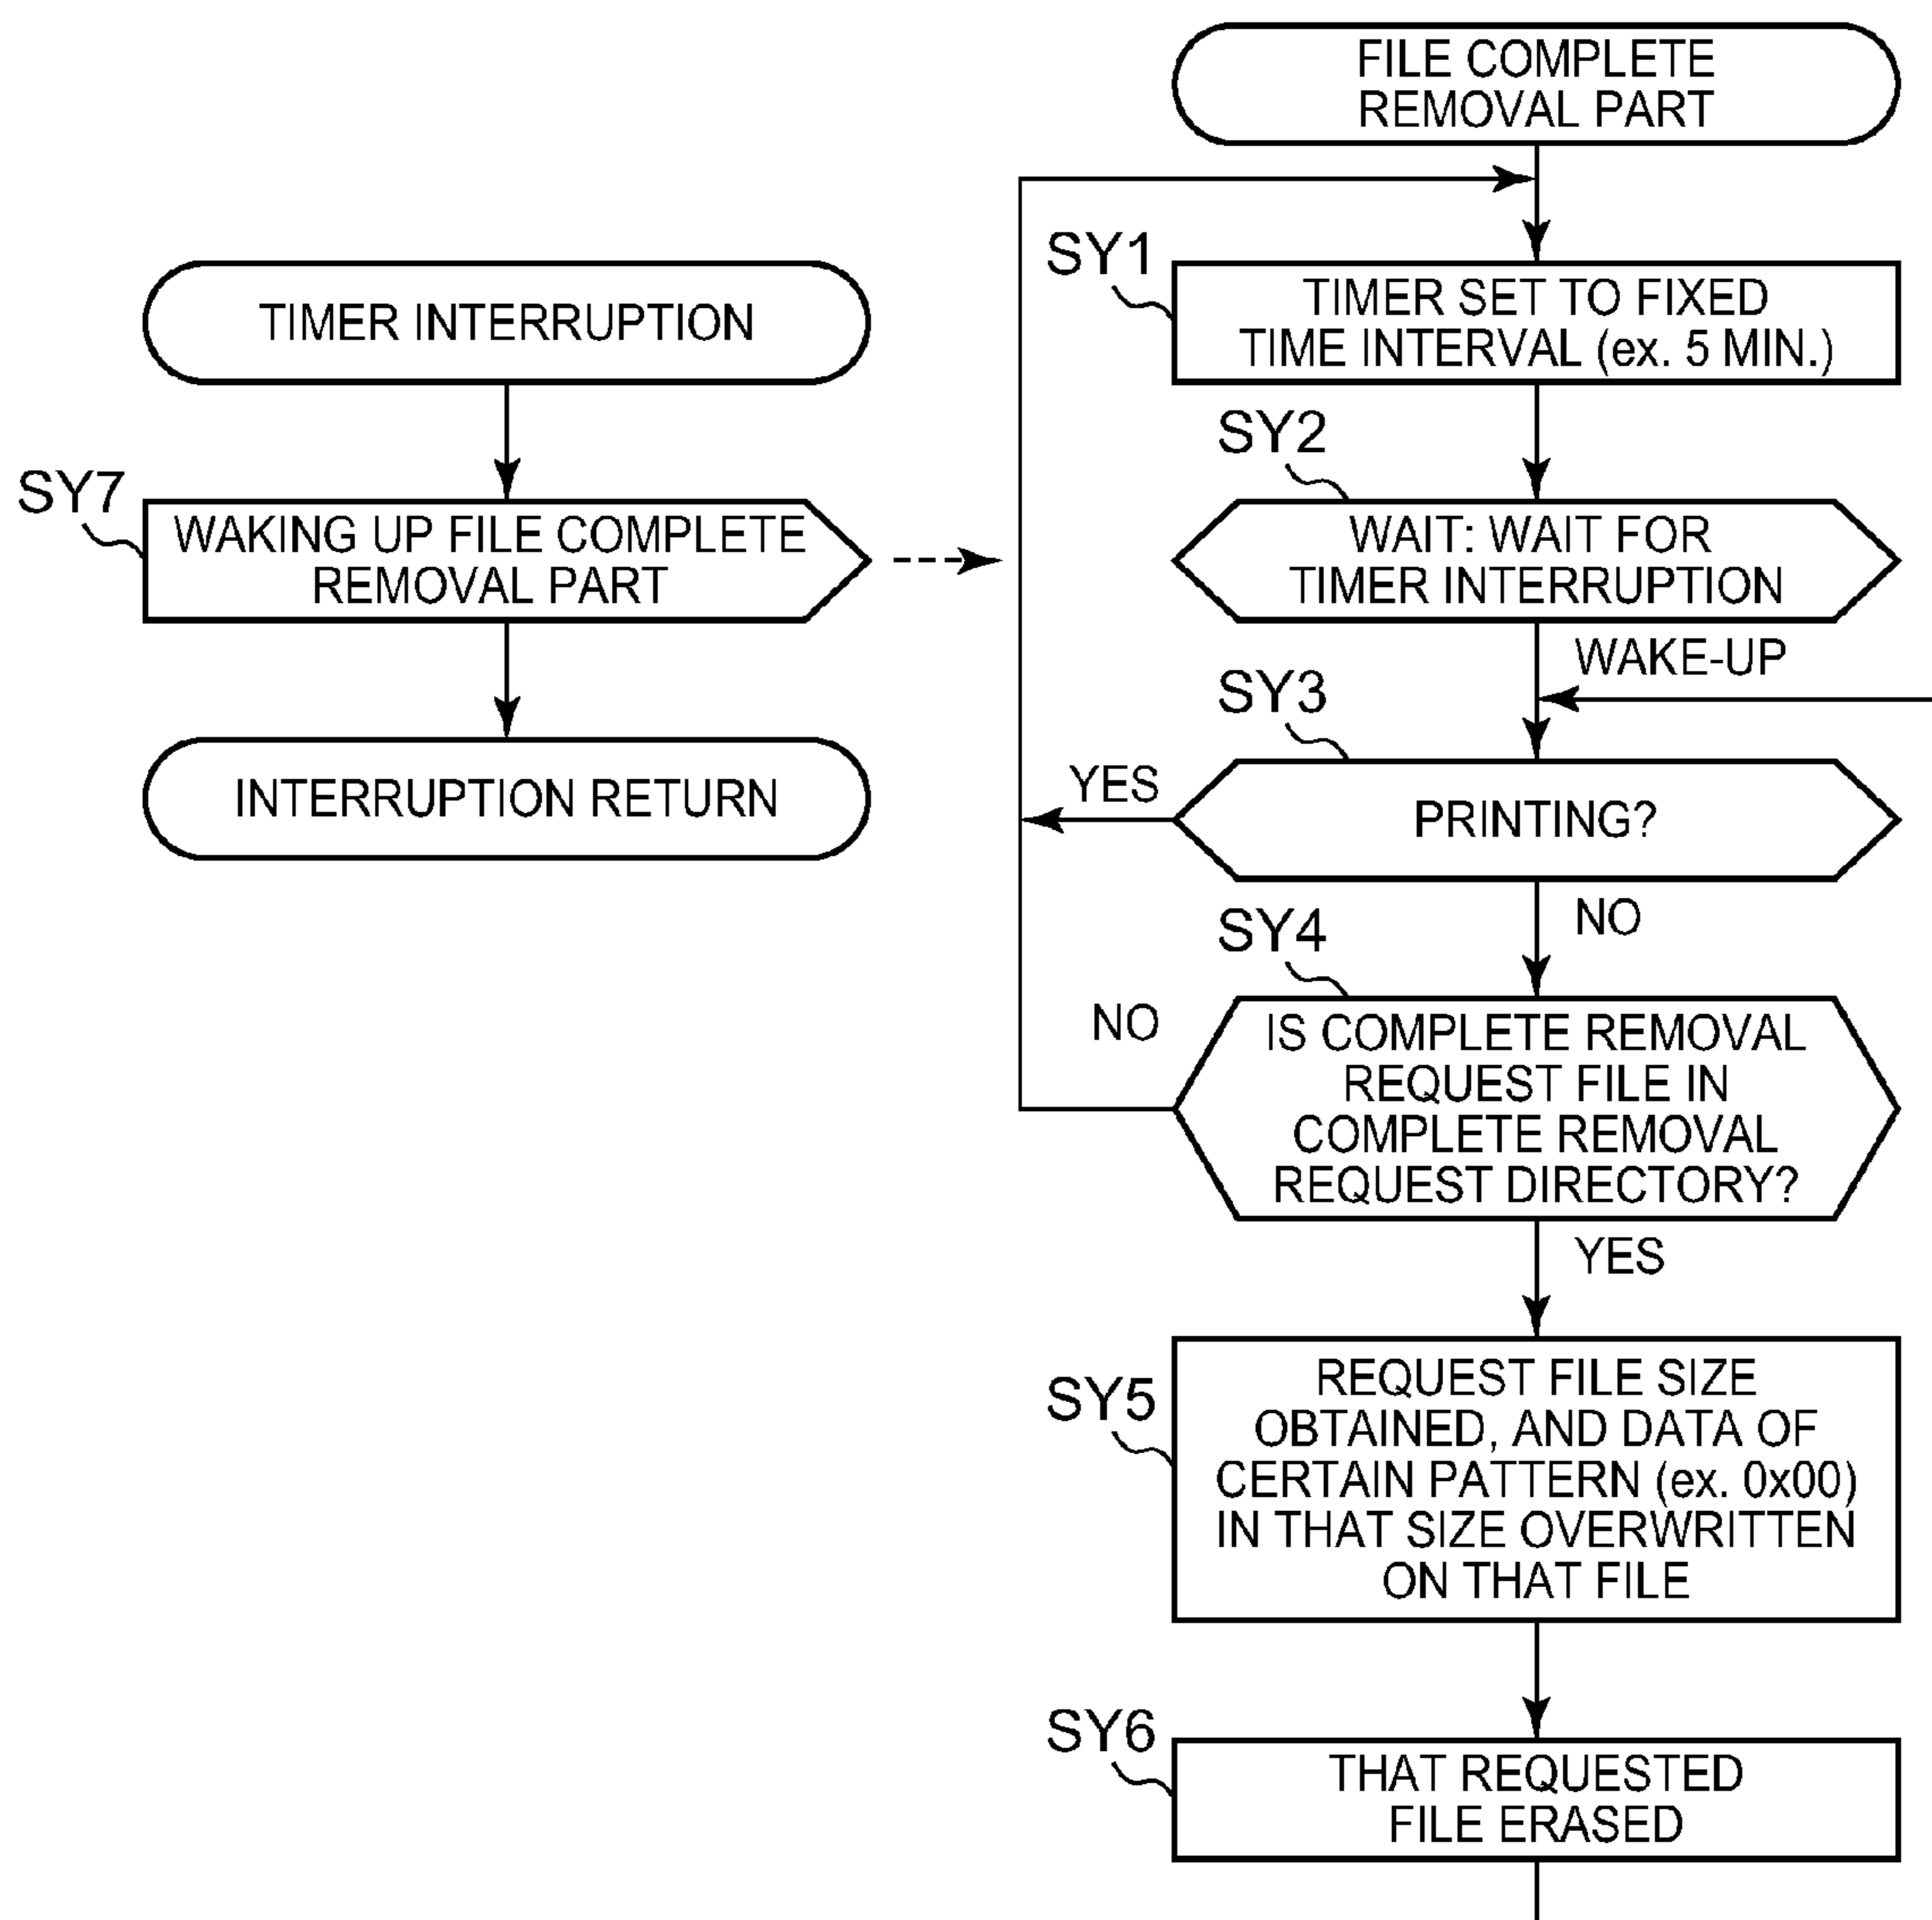 FILE COMPLETE
REMOVAL PART
SY1
TIMER SET TO FIXED
TIME INTERVAL (ex. 5 MIN.)
TIMER INTERRUPTION
SY2
WAIT: WAIT FOR
TIMER INTERRUPTION
SY7
WAKING UP FILE COMPLETE
REMOVAL PART
WAKE-UP
SY3
YES
PRINTING?
INTERRUPTION RETURN
NO
SY4
NO
IS COMPLETE REMOVAL
REQUEST FILE IN
COMPLETE REMOVAL
REQUEST DIRECTORY?
YES
SY5
REQUEST FILE SIZE
OBTAINED, AND DATA OF
CERTAIN PATTERN (ex. 0x00)
IN THAT SIZE OVERWRITTEN
ON THAT FILE
SY6
THAT REQUESTED
FILE ERASED